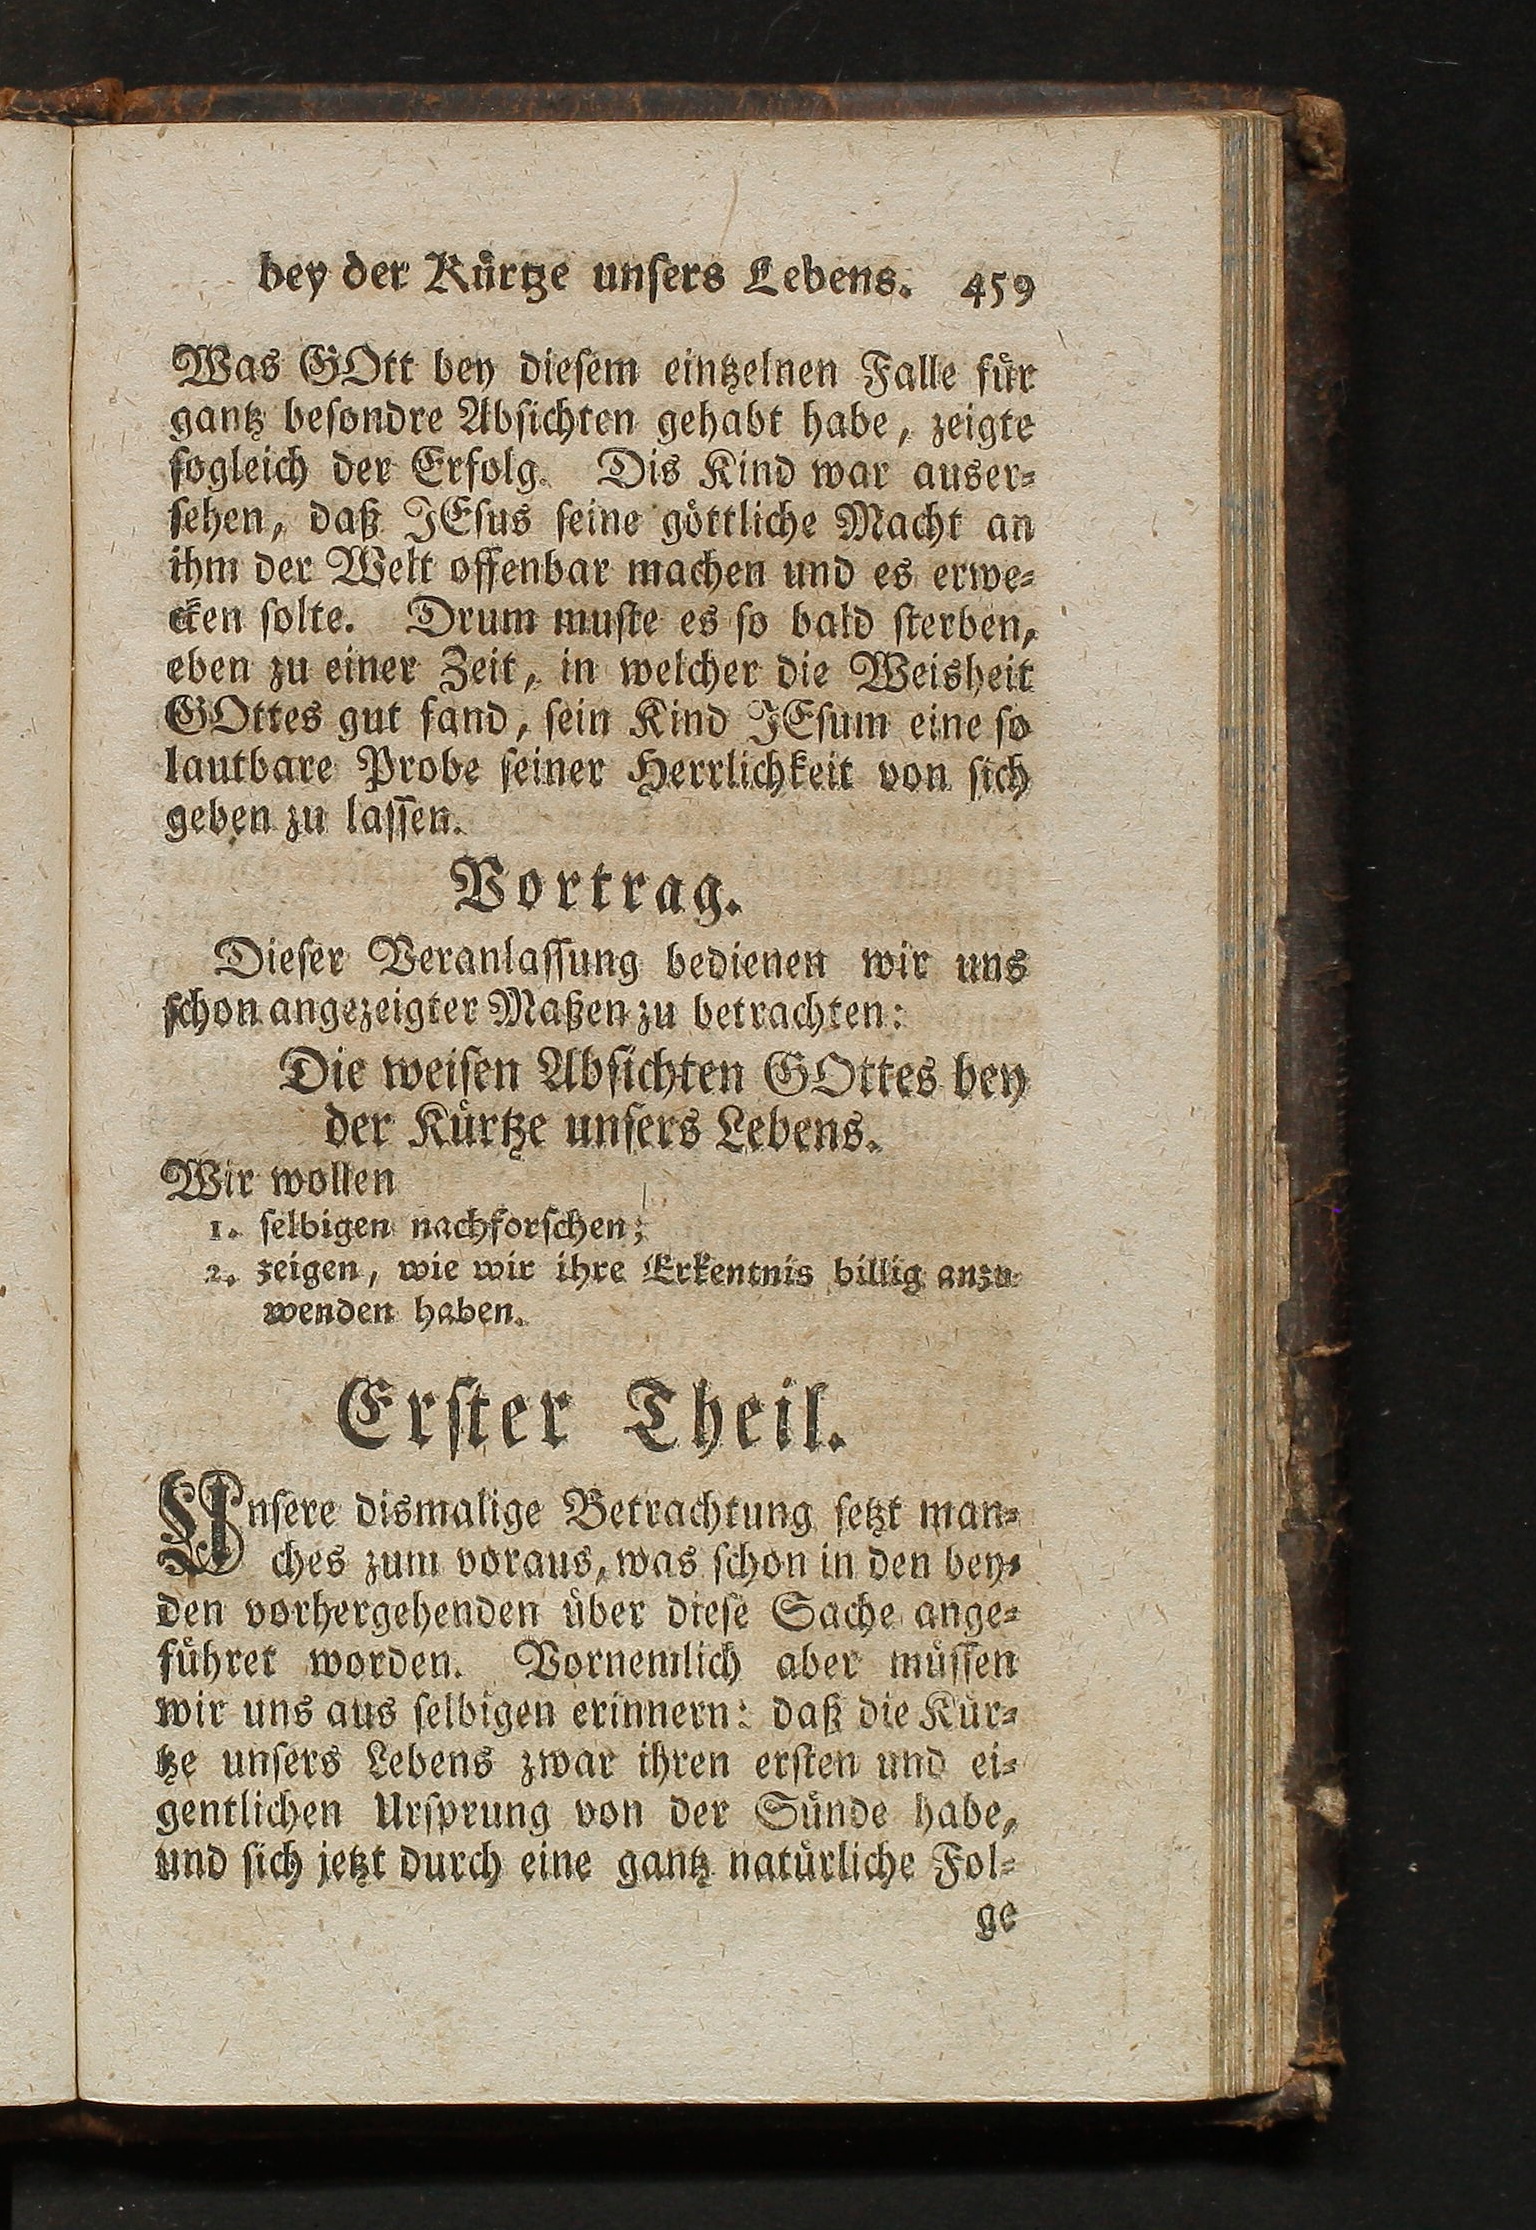 bey der Kürtze unsers Lebens. 459
Was GOtt bey diesem eintzelnen Falle für
gantz besondre Absichten gehabt habe, zeigte
sogleich der Erfolg. Dis Kind war auser-
sehen, daß JEsus seine göttliche Macht an
ihm der Welt offenbar machen und es erwe-
cken solte. Drum muste es so bald sterben,
eben zu einer Zeit, in welcher die Weisheit
GOttes gut fand, sein Kind JEsum eine so
lautbare Probe seiner Herrlichkeit von sich
geben zu lassen.
Vortrag.
Dieser Veranlassung bedienen wir uns
schon angezeigter Maßen zu betrachten:
Die weisen Absichten GOttes bey
der Kürtze unsers Lebens.
Wir wollen
1. selbigen nachforschen;
2. zeigen, wie wir ihre Erkentnis billig anzu
wenden haben.
Erster Theil.
Unsere dismalige Betrachtung setzt man-
ches zum voraus, was schon in den bey-
den vorhergehenden über diese Sache ange-
führet worden. Vornemlich aber müssen
wir uns aus selbigen erinnern: daß die Kür-
tze unsers Lebens zwar ihren ersten und ei-
gentlichen Ursprung von der Sünde habe,
und sich jetzt durch eine gantz natürliche Fol-
ge